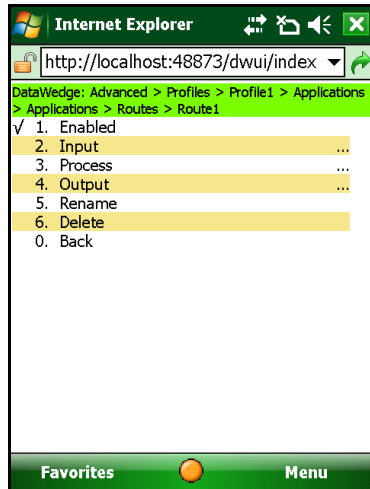 Internet Explorer
http://localhost:48873/dwui/index
DataWedge: Advanced > Profiles > Profile1 > Applications
> Applications > Routes > Route1
√ 1. Enabled
2. Input ...
3. Process ...
4. Output ...
5. Rename
6. Delete
0. Back
Favorites Menu